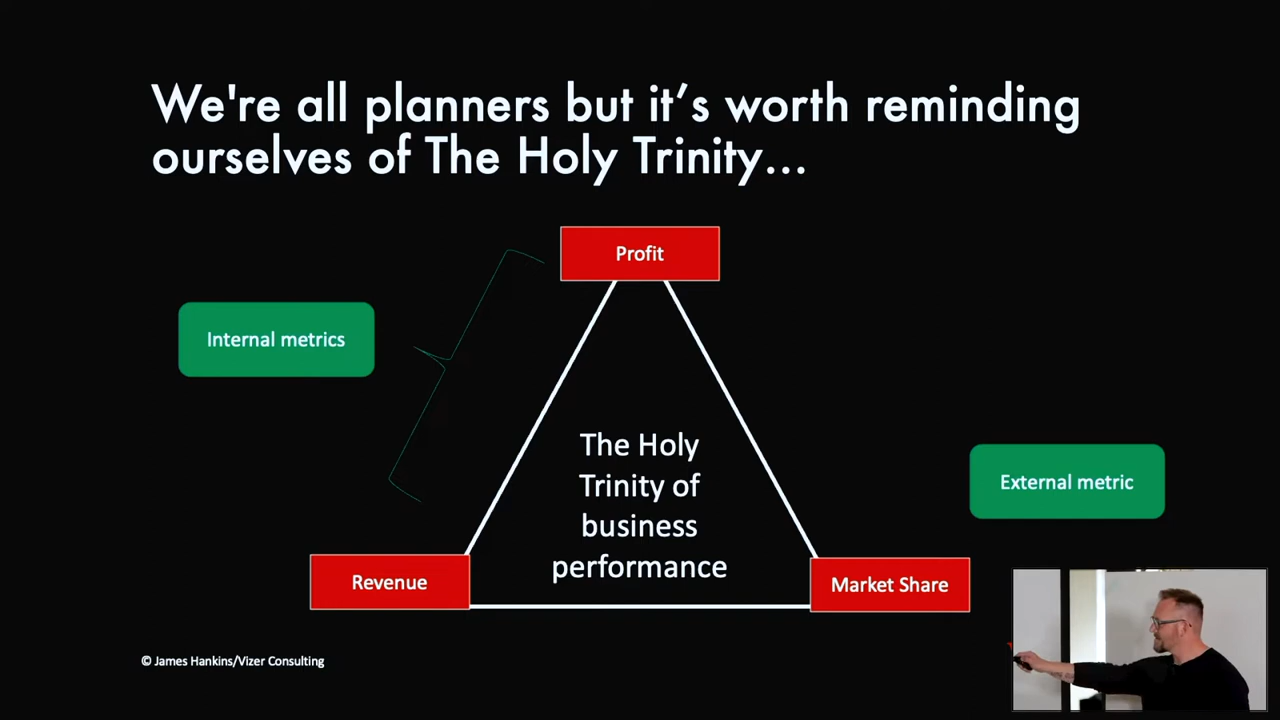 We're all planners but it’s worth reminding
ourselves of The Holy Trinity...
Profit
Internal metrics
The Holy
Trinity of
business
performance
External metric
Revenue
Market Share
© James Hankins/Vizer Consulting